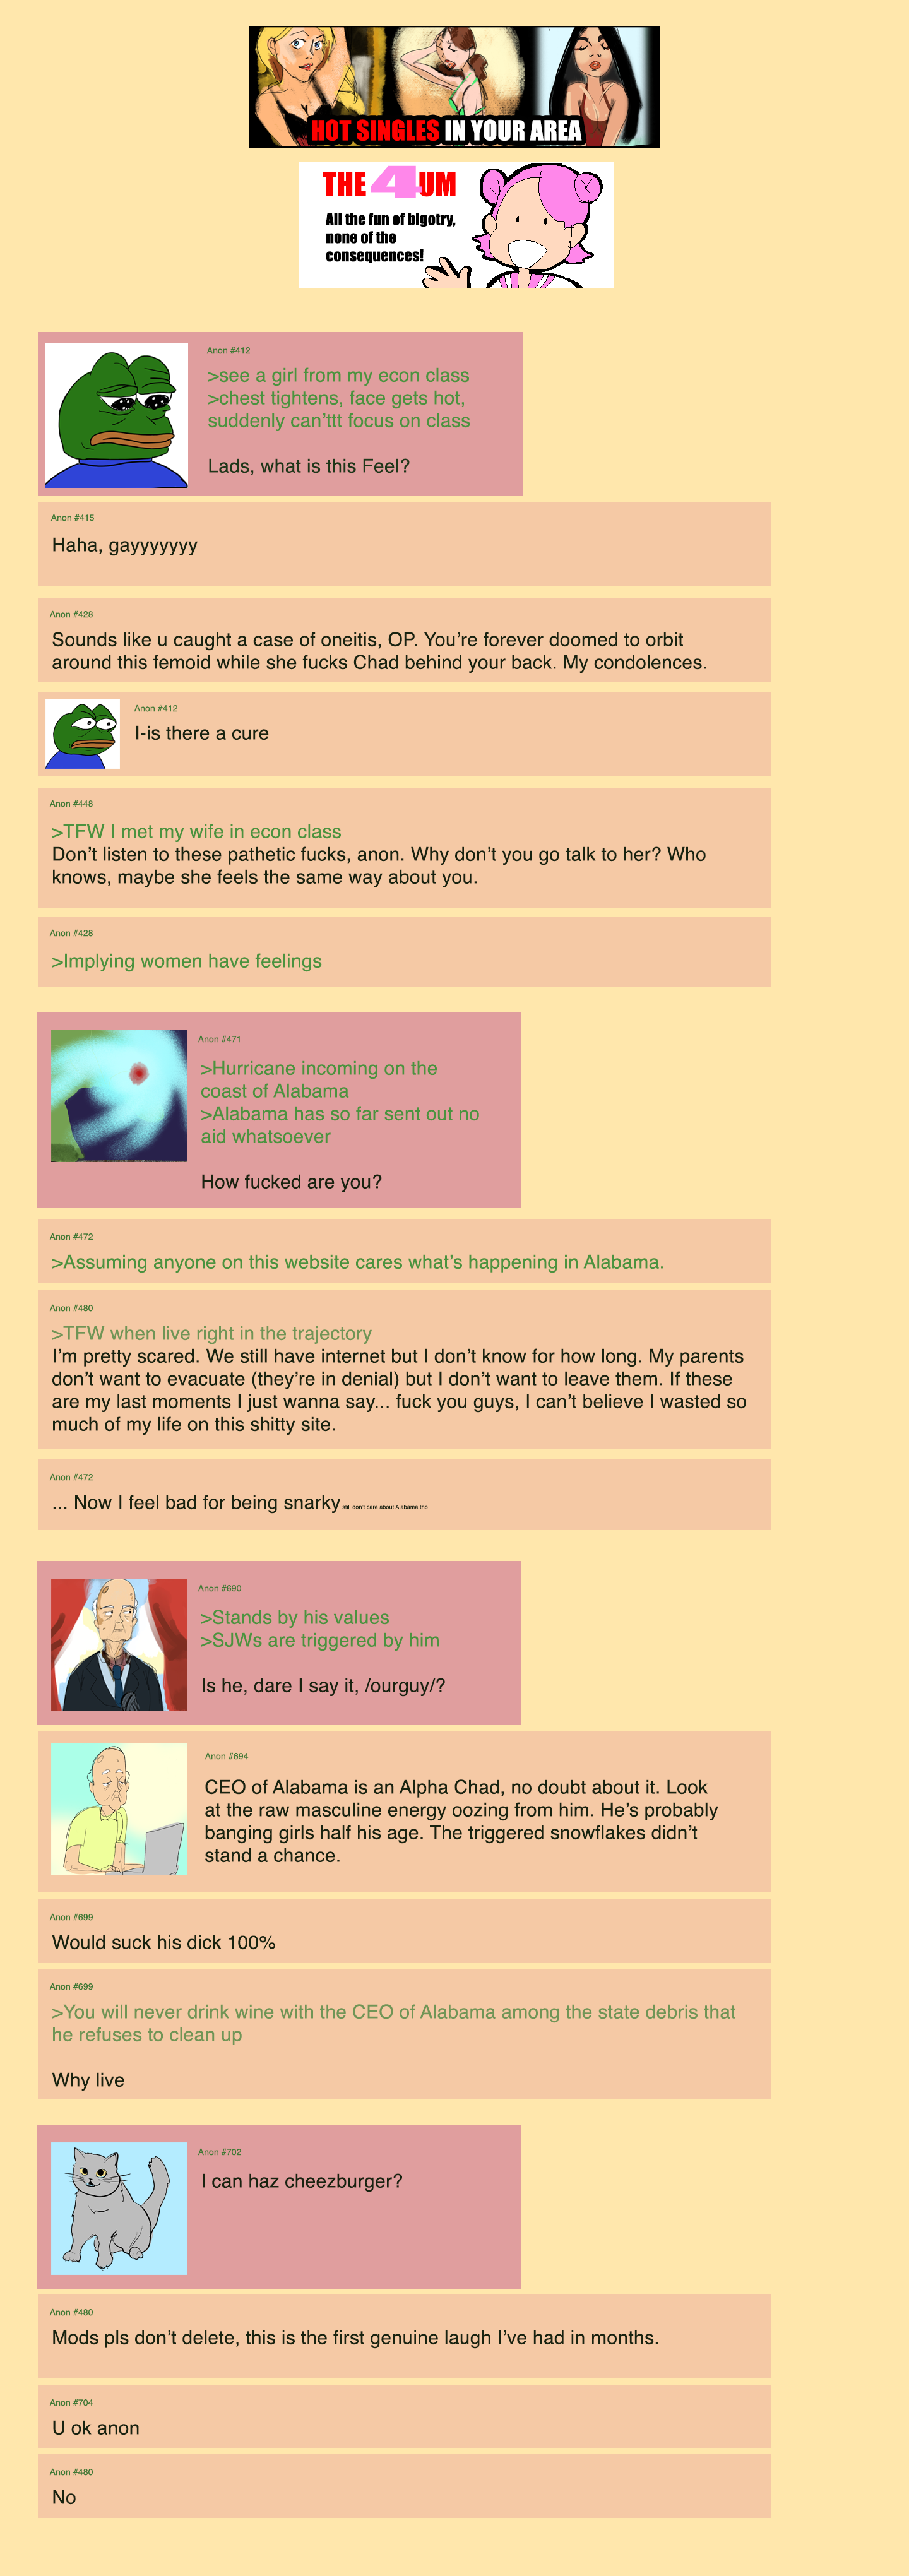 HOT SINGLES IN YOUR AREA
THE 4UM
All the fun of bigotry,
none of the
consequences!
Anon #412
>see a girl from my econ class
>chest tightens, face gets hot,
suddenly can’ttt focus on class
Lads, what is this Feel?
Anon #415
Haha, gayyyyyyy
Anon #428
Sounds like u caught a case of oneitis, OP. You’re forever doomed to orbit
around this femoid while she fucks Chad behind your back. My condolences.
Anon #412
I-is there a cure
Anon #448
>TFW I met my wife in econ class
Don’t listen to these pathetic fucks, anon. Why don’t you go talk to her? Who
knows, maybe she feels the same way about you.
Anon #428
>Implying women have feelings
Anon #471
>Hurricane incoming on the
coast of Alabama
>Alabama has so far sent out no
aid whatsoever
How fucked are you?
Anon #472
>Assuming anyone on this website cares what’s happening in Alabama.
Anon #480
>TFW when live right in the trajectory
I’m pretty scared. We still have internet but I don’t know for how long. My parents
don’t want to evacuate (they’re in denial) but I don’t want to leave them. If these
are my last moments I just wanna say... fuck you guys, I can’t believe I wasted so
much of my life on this shitty site.
Anon #472
... Now I feel bad for being snarky still don’t care about Alabama tho
Anon #690
>Stands by his values
>SJWs are triggered by him
Is he, dare I say it, /ourguy/?
Anon #694
CEO of Alabama is an Alpha Chad, no doubt about it. Look
at the raw masculine energy oozing from him. He’s probably
banging girls half his age. The triggered snowflakes didn’t
stand a chance.
Anon #699
Would suck his dick 100%
Anon #699
>You will never drink wine with the CEO of Alabama among the state debris that
he refuses to clean up
Why live
Anon #702
I can haz cheezburger?
Anon #480
Mods pls don’t delete, this is the first genuine laugh I’ve had in months.
Anon #704
U ok anon
Anon #480
No